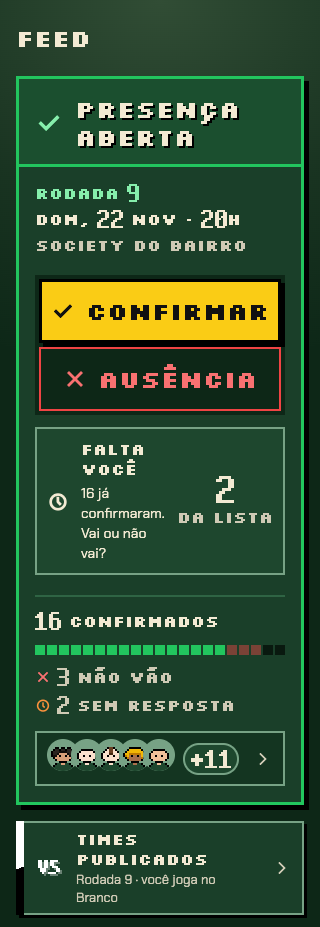 FEED
PRESENÇA
ABERTA
RODADA 9
DOM, 22 NOV · 20H
SOCIETY DO BAIRRO
CONFIRMAR
AUSÊNCIA
FALTA
VOCÊ
16 já
confirmaram.
Vai ou não
vai?
2
DA LISTA
16 CONFIRMADOS
3 NÃO VÃO
2 SEM RESPOSTA
+11
VS
TIMES
PUBLICADOS
Rodada 9 · você joga no
Branco